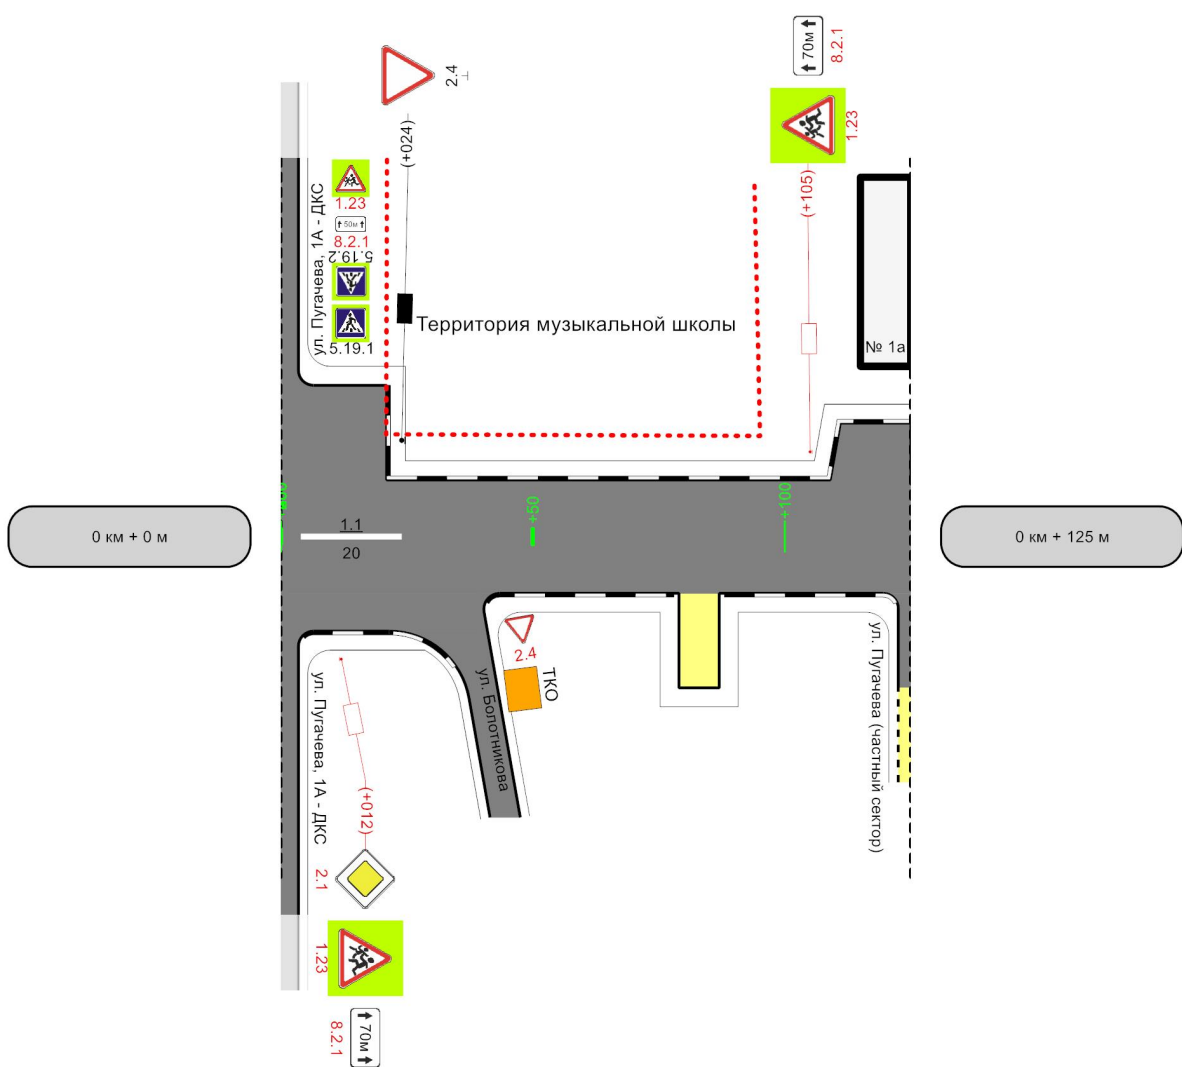 70м
8.2.1
2.4
1.23
(+024)
(+105)
ул. Пугачева, 1А - ДКС
1.23
50м
8.2.1
5.19.2
5.19.1
Территория музыкальной школы
№ 1а
+50
+100
0 км + 0 м
1.1
20
0 км + 125 м
2.4
ТКО
ул. Болотникова
ул. Пугачева (частный сектор)
ул. Пугачева, 1А - ДКС
(+012)
2.1
1.23
70м
8.2.1